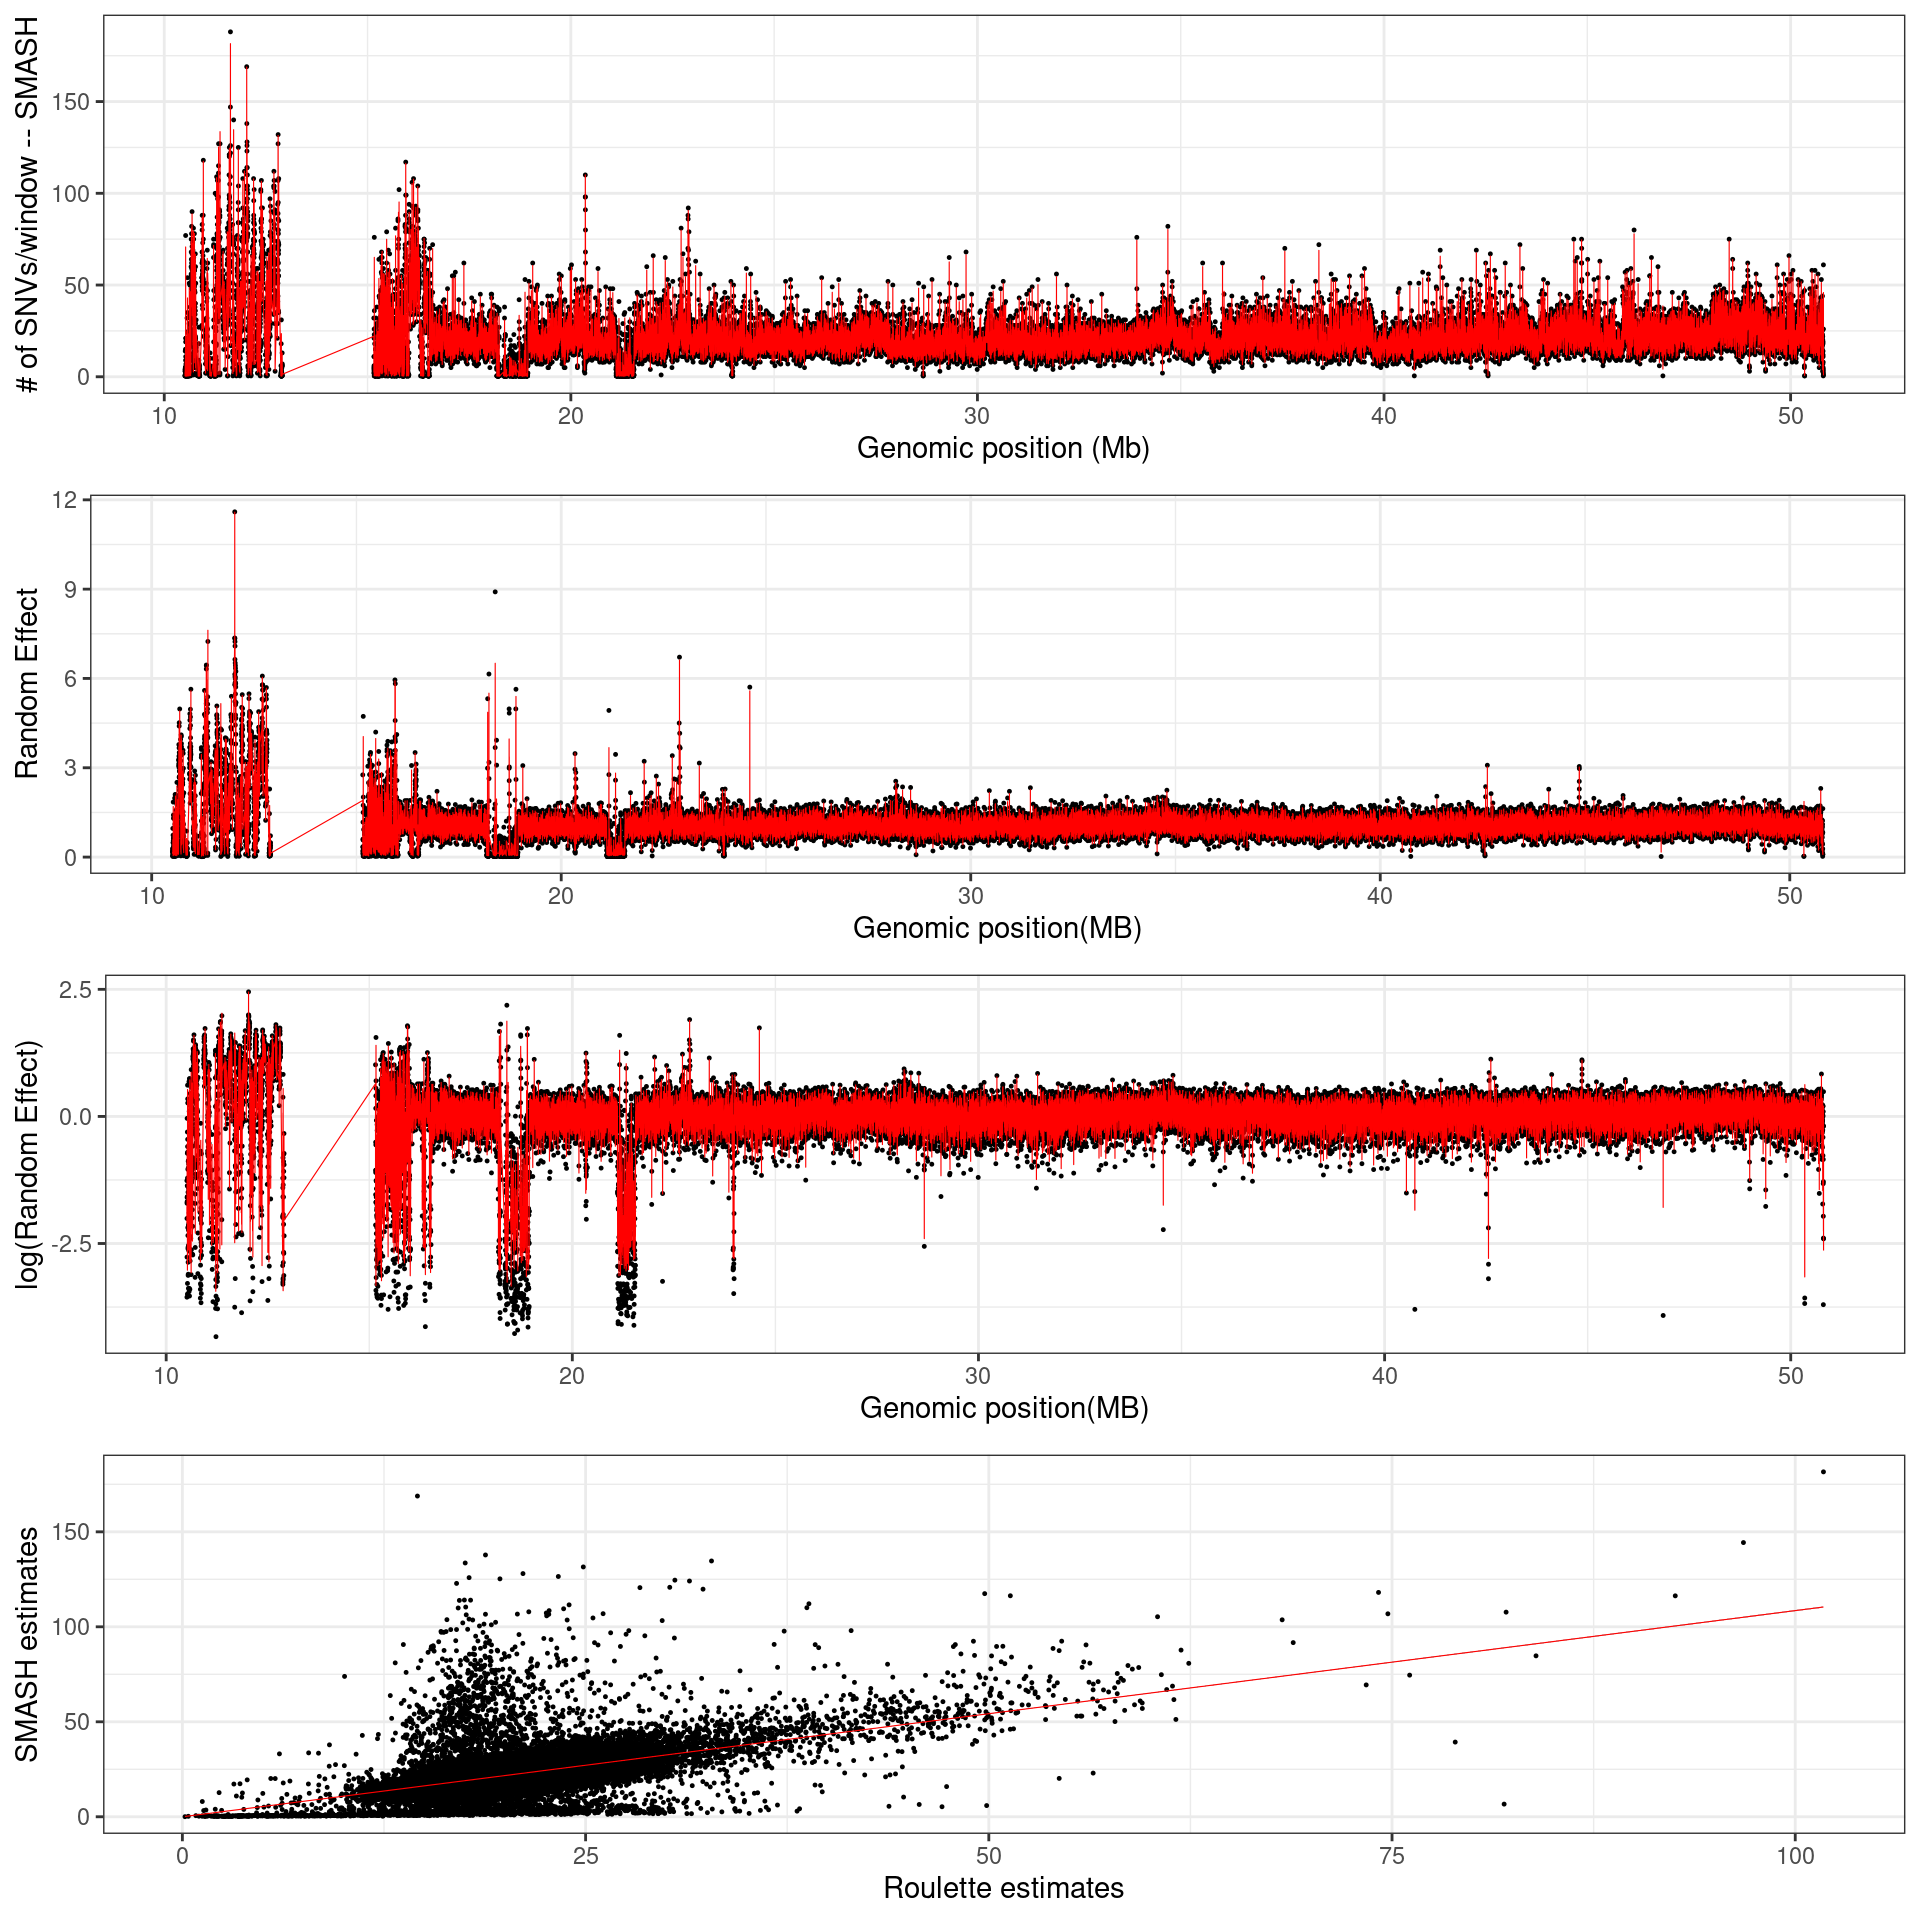 # of SNVs/window -- SMASH
150
100
50
0
10 20 30 40 50
Genomic position (Mb)
Random Effect
12
9
6
3
0
10 20 30 40 50
Genomic position(MB)
log(Random Effect)
2.5
0.0
-2.5
10 20 30 40 50
Genomic position(MB)
SMASH estimates
150
100
50
0
0 25 50 75 100
Roulette estimates